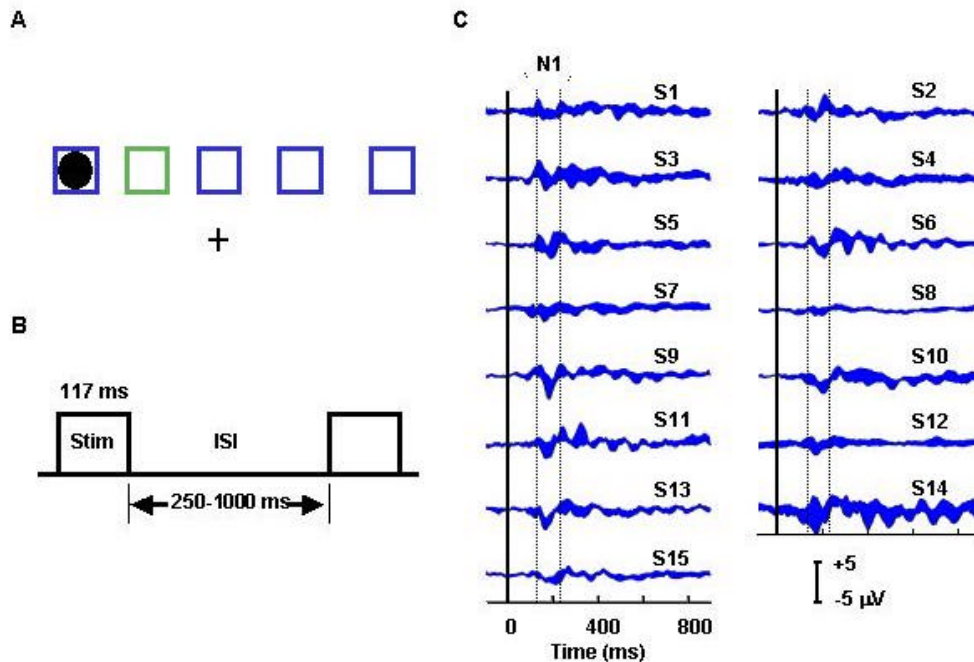 A
+
B
117 ms
Stim
ISI
250-1000 ms
C
N1
S1
S3
S5
S7
S9
S11
S13
S15
0 400 800
Time (ms)
S2
S4
S6
S8
S10
S12
S14
+5
-5 µV